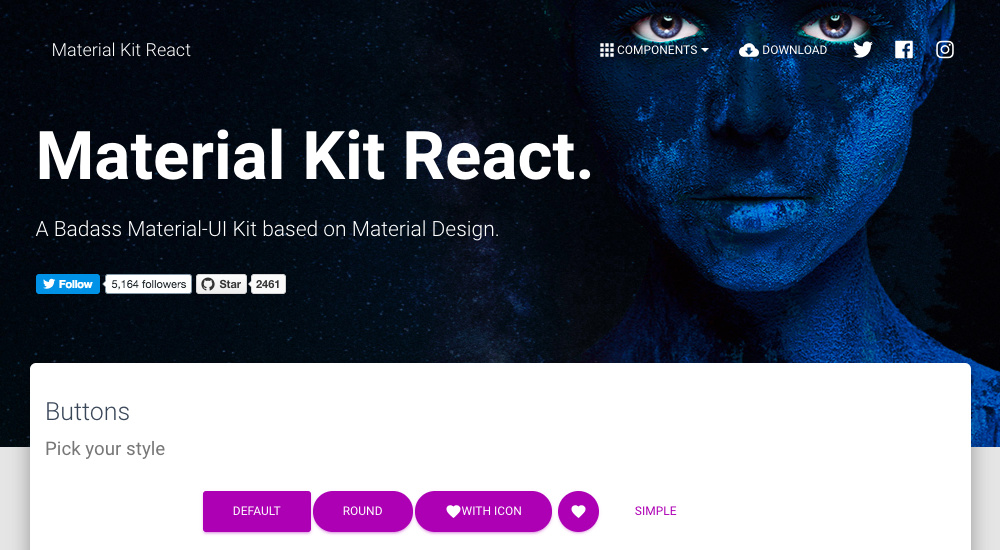 Material Kit React
COMPONENTS
DOWNLOAD
Material Kit React.
A Badass Material-UI Kit based on Material Design.
Follow
5,164 followers
Star
2461
Buttons
Pick your style
DEFAULT
ROUND
WITH ICON
SIMPLE